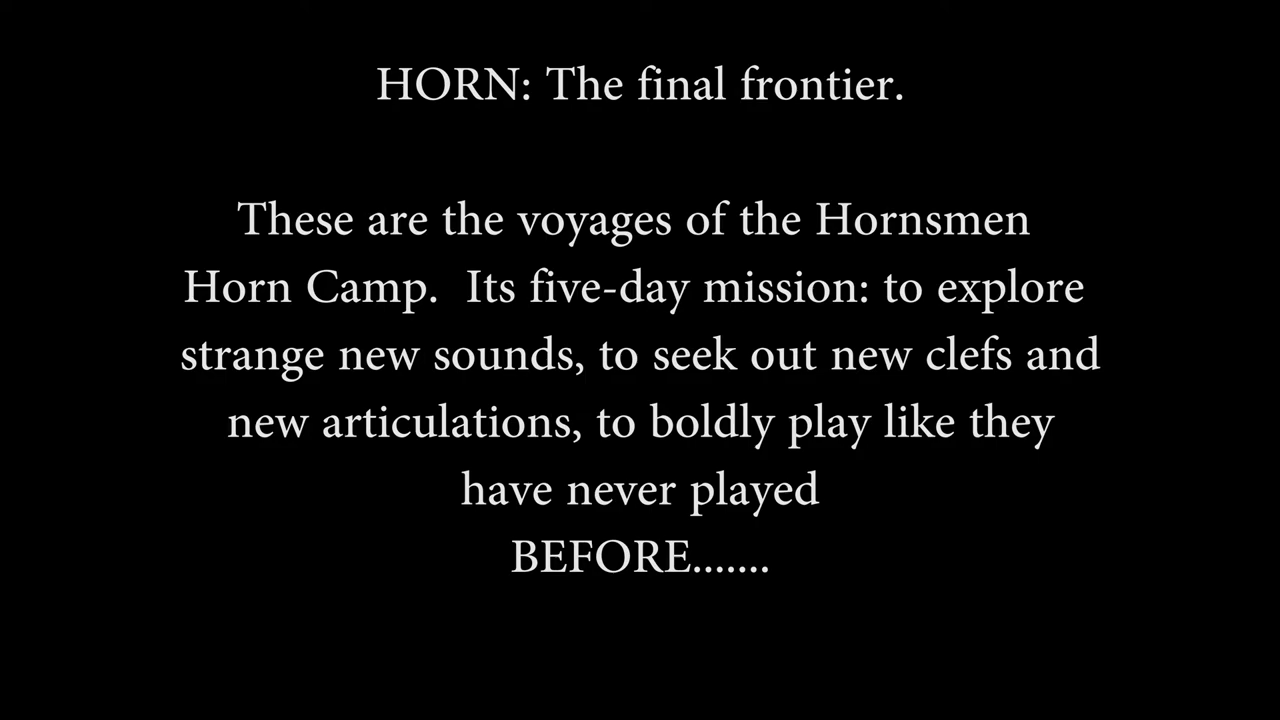 HORN: The final frontier.
These are the voyages of the Hornsmen
Horn Camp.  Its five-day mission: to explore
strange new sounds, to seek out new clefs and
new articulations, to boldly play like they
have never played
BEFORE.......